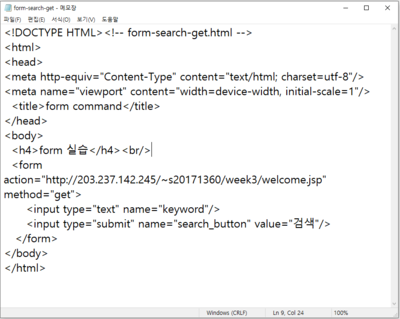 form-search-get - 메모장
파일(F) 편집(E) 서식(O) 보기(V) 도움말
<!DOCTYPE HTML><!-- form-search-get.html -->
<html>
<head>
<meta http-equiv="Content-Type" content="text/html; charset=utf-8"/>
<meta name="viewport" content="width=device-width, initial-scale=1"/>
<title>form command</title>
</head>
<body>
<h4>form 실습</h4><br/>
<form
action="http://203.237.142.245/~s20171360/week3/welcome.jsp"
method="get">
<input type="text" name="keyword"/>
<input type="submit" name="search_button" value="검색"/>
</form>
</body>
</html>
Windows (CRLF) Ln 9, Col 24 100%